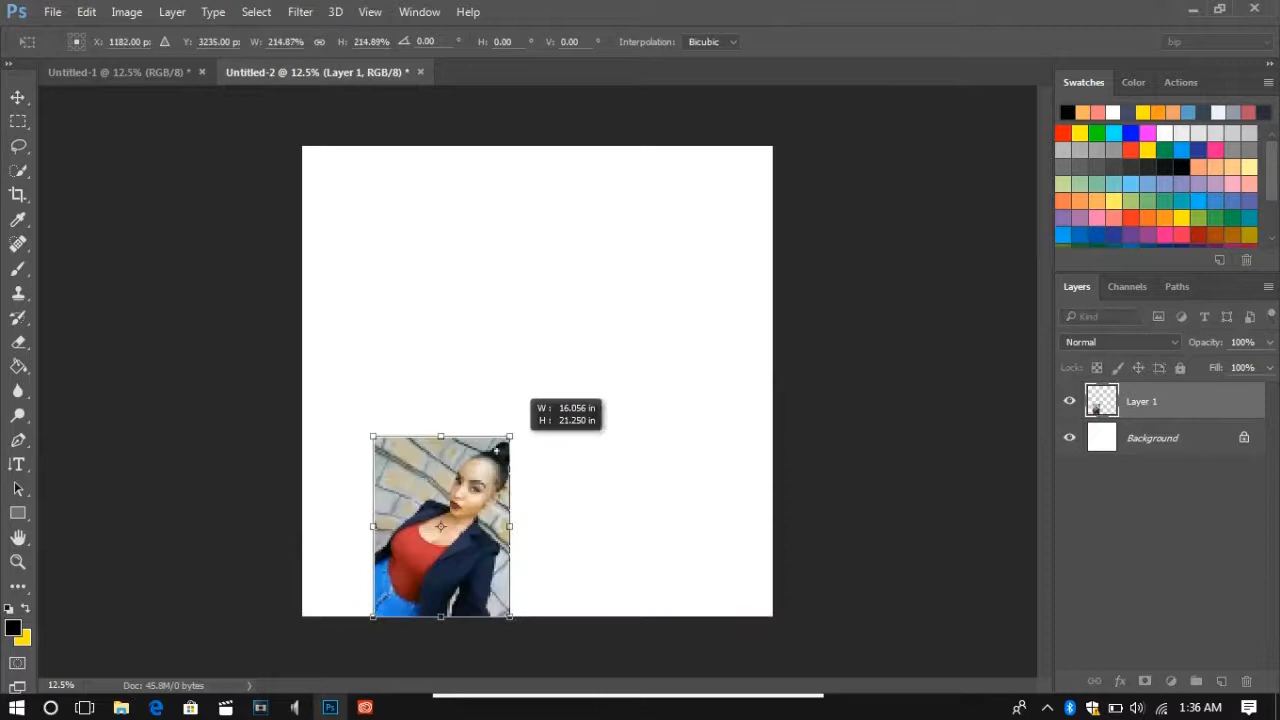 Ps File Edit Image Layer Type Select Filter 3D View Window Help
X: 1182.00 px Y: 3235.00 px W: 214.87% H: 214.89% 0.00 ° H: 0.00 ° V: 0.00 ° Interpolation: Bicubic bip
Untitled-1 @ 12.5% (RGB/8) * × Untitled-2 @ 12.5% (Layer 1, RGB/8) * ×
Swatches Color Actions
Layers Channels Paths
Kind
Normal Opacity: 100%
Lock: Fill: 100%
Layer 1
Background
W : 16.056 in
H : 21.250 in
12.5% Doc: 45.8M/0 bytes
Ps 1:36 AM